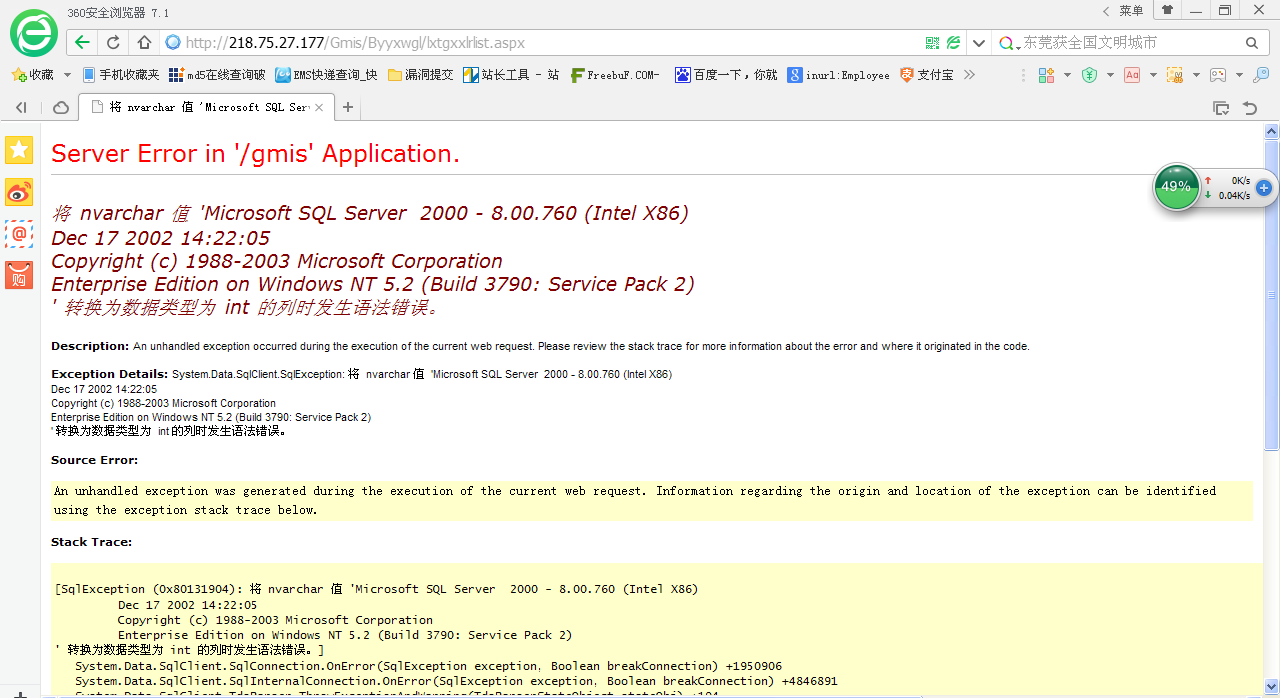 360安全浏览器 7.1
菜单
http://218.75.27.177/Gmis/Byyxwgl/lxtgxxlrlist.aspx
东莞获全国文明城市
收藏 手机收藏夹 md5在线查询破 EMS快递查询_快 漏洞提交 站长工具 - 站 FreebuF.COM- 百度一下，你就 inurl:Employee 支付宝
将 nvarchar 值 'Microsoft SQL Ser
Server Error in '/gmis' Application.
49%
0K/s
0.04K/s
将 nvarchar 值 'Microsoft SQL Server 2000 - 8.00.760 (Intel X86)
Dec 17 2002 14:22:05
Copyright (c) 1988-2003 Microsoft Corporation
Enterprise Edition on Windows NT 5.2 (Build 3790: Service Pack 2)
' 转换为数据类型为 int 的列时发生语法错误。
Description: An unhandled exception occurred during the execution of the current web request. Please review the stack trace for more information about the error and where it originated in the code.
Exception Details: System.Data.SqlClient.SqlException: 将 nvarchar 值 'Microsoft SQL Server 2000 - 8.00.760 (Intel X86)
Dec 17 2002 14:22:05
Copyright (c) 1988-2003 Microsoft Corporation
Enterprise Edition on Windows NT 5.2 (Build 3790: Service Pack 2)
' 转换为数据类型为 int 的列时发生语法错误。
Source Error:
An unhandled exception was generated during the execution of the current web request. Information regarding the origin and location of the exception can be identified
using the exception stack trace below.
Stack Trace:
[SqlException (0x80131904): 将 nvarchar 值 'Microsoft SQL Server 2000 - 8.00.760 (Intel X86)
Dec 17 2002 14:22:05
Copyright (c) 1988-2003 Microsoft Corporation
Enterprise Edition on Windows NT 5.2 (Build 3790: Service Pack 2)
' 转换为数据类型为 int 的列时发生语法错误。]
System.Data.SqlClient.SqlConnection.OnError(SqlException exception, Boolean breakConnection) +1950906
System.Data.SqlClient.SqlInternalConnection.OnError(SqlException exception, Boolean breakConnection) +4846891